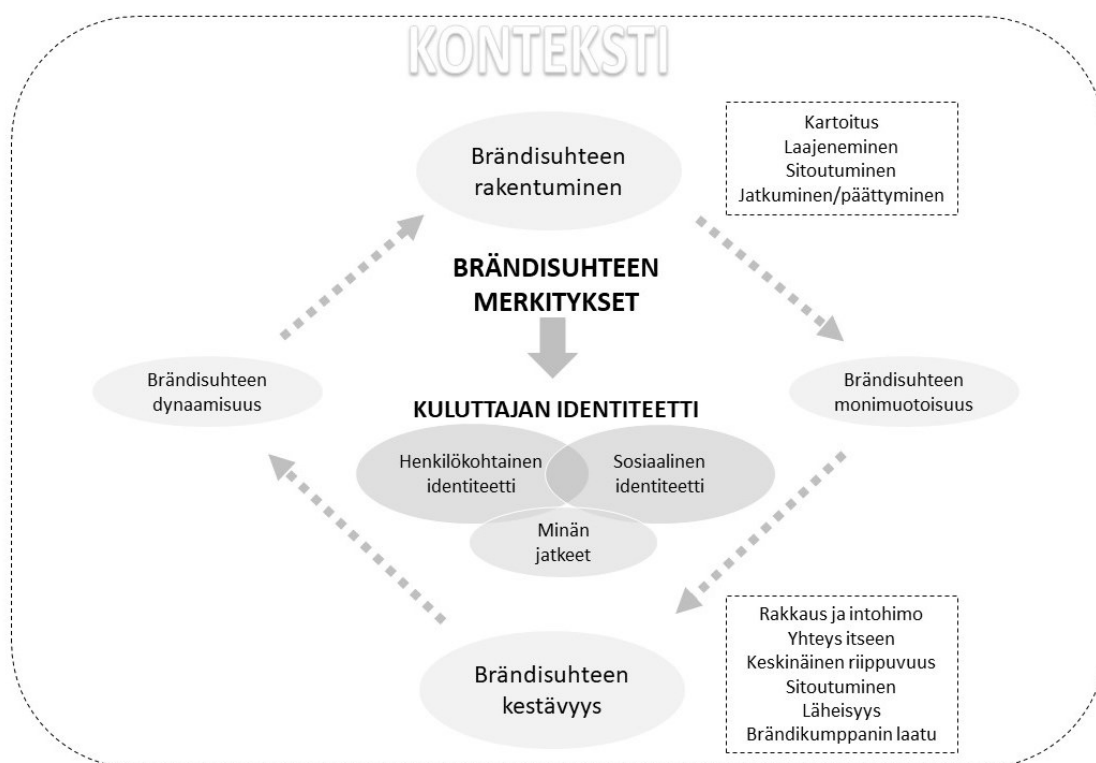 KONTEKSTI
Brändisuhteen
rakentuminen
Kartoitus
Laajeneminen
Sitoutuminen
Jatkuminen/päättyminen
BRÄNDISUHTEEN
MERKITYKSET
Brändisuhteen
dynaamisuus
Brändisuhteen
monimuotoisuus
KULUTTAJAN IDENTITEETTI
Henkilökohtainen
identiteetti
Sosiaalinen
identiteetti
Minän
jatkeet
Brändisuhteen
kestävyys
Rakkaus ja intohimo
Yhteys itseen
Keskinäinen riippuvuus
Sitoutuminen
Läheisyys
Brändikumppanin laatu